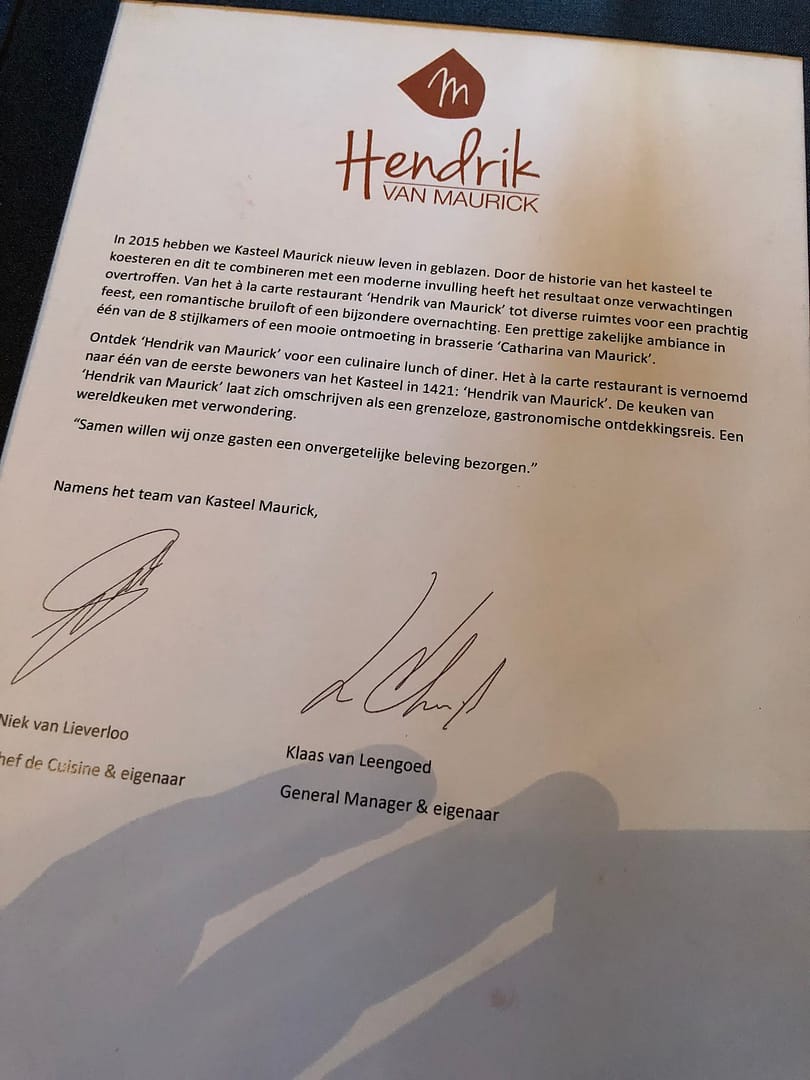 m
Hendrik
VAN MAURICK
In 2015 hebben we Kasteel Maurick nieuw leven in geblazen. Door de historie van het kasteel te
koesteren en dit te combineren met een moderne invulling heeft het resultaat onze verwachtingen
overtroffen. Van het à la carte restaurant ‘Hendrik van Maurick’ tot diverse ruimtes voor een prachtig
feest, een romantische bruiloft of een bijzondere overnachting. Een prettige zakelijke ambiance in
één van de 8 stijlkamers of een mooie ontmoeting in brasserie ‘Catharina van Maurick’.
Ontdek ‘Hendrik van Maurick’ voor een culinaire lunch of diner. Het à la carte restaurant is vernoemd
naar één van de eerste bewoners van het Kasteel in 1421: ‘Hendrik van Maurick’. De keuken van
‘Hendrik van Maurick’ laat zich omschrijven als een grenzeloze, gastronomische ontdekkingsreis. Een
wereldkeuken met verwondering.
“Samen willen wij onze gasten een onvergetelijke beleving bezorgen.”
Namens het team van Kasteel Maurick,
Niek van Lieverloo
hef de Cuisine & eigenaar
Klaas van Leengoed
General Manager & eigenaar